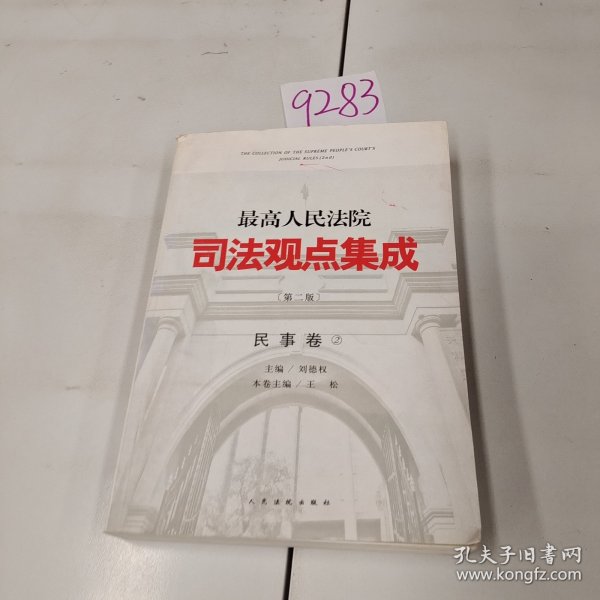 9283
THE COLLECTION OF THE SUPREME PEOPLE'S COURT'S
JUDICIAL RULES (2nd)
最高人民法院
司法观点集成
〔第二版〕
民事卷②
主编／刘德权
本卷主编／王 松
人民法院出版社
孔夫子旧书网
www.kongfz.com